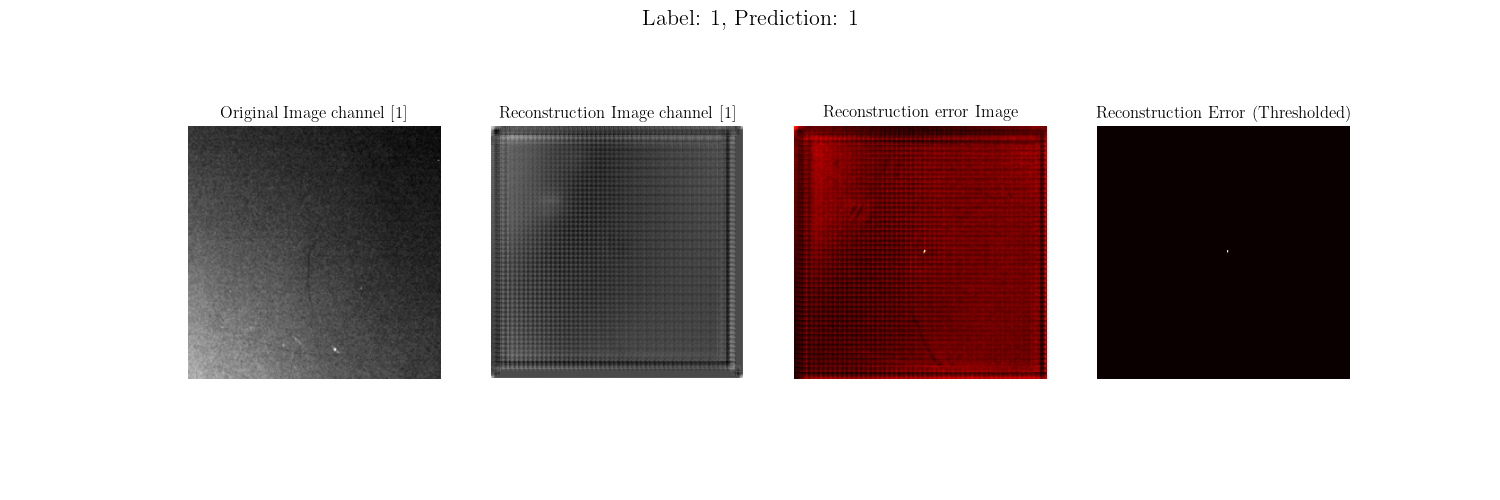 Label: 1, Prediction: 1
Original Image channel [1]
Reconstruction Image channel [1]
Reconstruction error Image
Reconstruction Error (Thresholded)